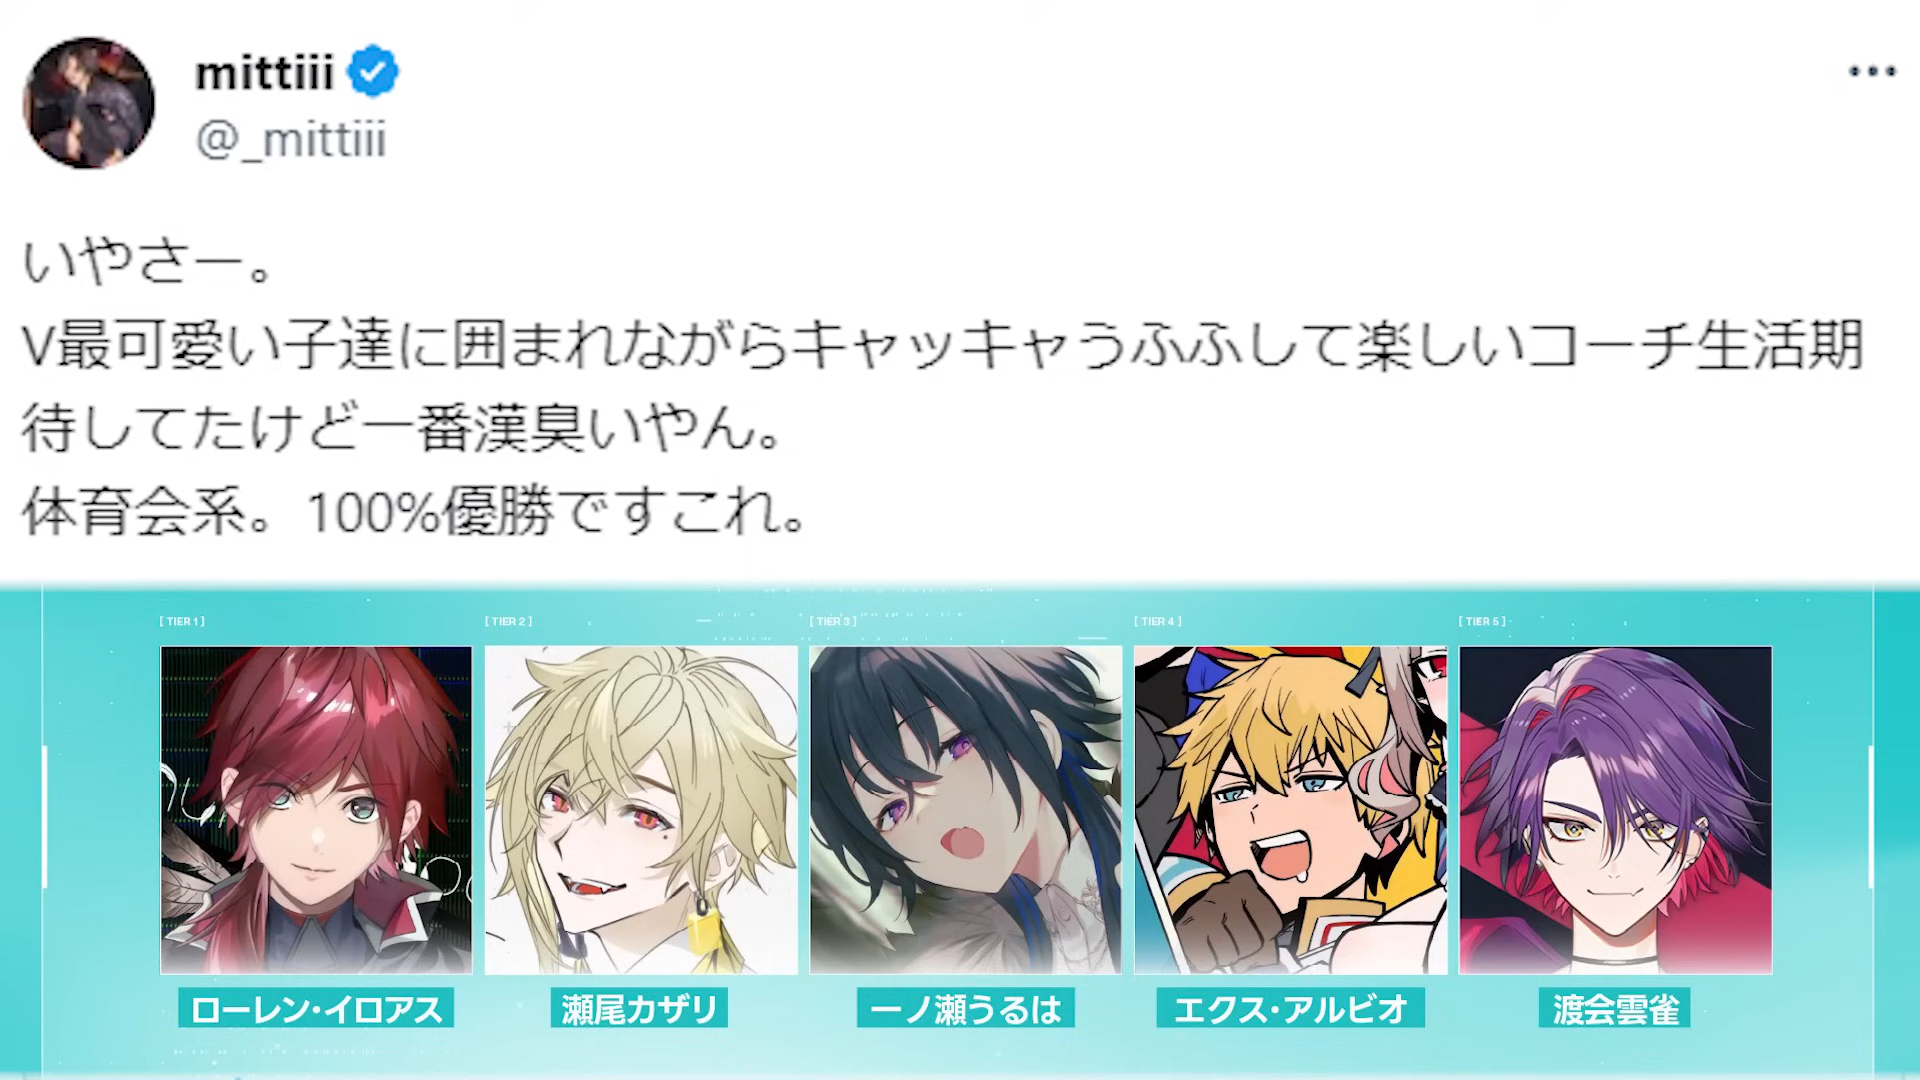 mittiii
@_mittiii
いやさー。
V最可愛い子達に囲まれながらキャッキャうふふして楽しいコーチ生活期
待してたけど一番漢臭いやん。
体育会系。100%優勝ですこれ。
[ TIER 1 ]
[ TIER 2 ]
[ TIER 3 ]
[ TIER 4 ]
[ TIER 5 ]
ローレン・イロアス
瀬尾カザリ
一ノ瀬うるは
エクス・アルビオ
渡会雲雀